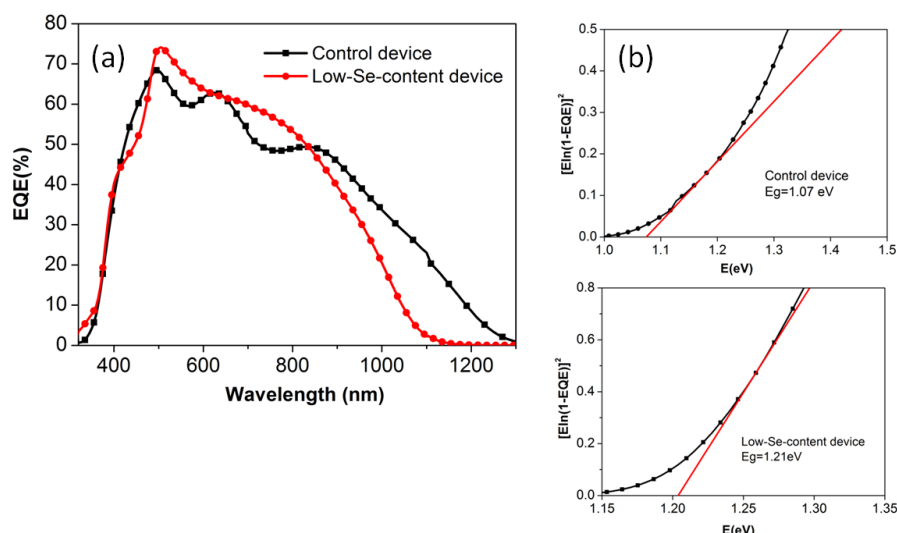 (a)
Control device
Low-Se-content device
80
70
60
50
40
30
20
10
0
EQE(%)
400 600 800 1000 1200
Wavelength (nm)
(b)
0.5
0.4
0.3
0.2
0.1
0.0
[Eln(1-EQE)]²
Control device
Eg=1.07 eV
1.0 1.1 1.2 1.3 1.4 1.5
E(eV)
0.8
0.6
0.4
0.2
0.0
[Eln(1-EQE)]²
Low-Se-content device
Eg=1.21eV
1.15 1.20 1.25 1.30 1.35
E(eV)